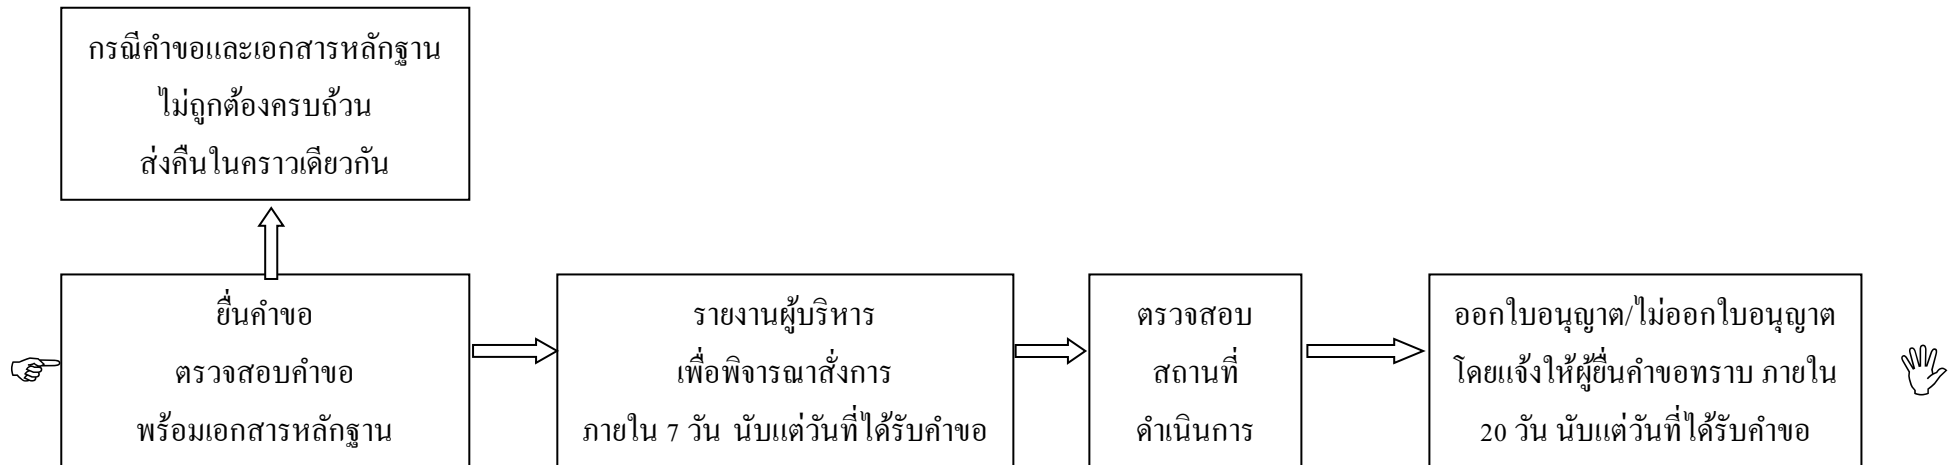 กรณีคำขอและเอกสารหลักฐาน
ไม่ถูกต้องครบถ้วน
ส่งคืนในคราวเดียวกัน
ยื่นคำขอ
ตรวจสอบคำขอ
พร้อมเอกสารหลักฐาน
รายงานผู้บริหาร
เพื่อพิจารณาสั่งการ
ภายใน 7 วัน นับแต่วันที่ได้รับคำขอ
ตรวจสอบ
สถานที่
ดำเนินการ
ออกใบอนุญาต/ไม่ออกใบอนุญาต
โดยแจ้งให้ผู้ยื่นคำขอทราบ ภายใน
20 วัน นับแต่วันที่ได้รับคำขอ